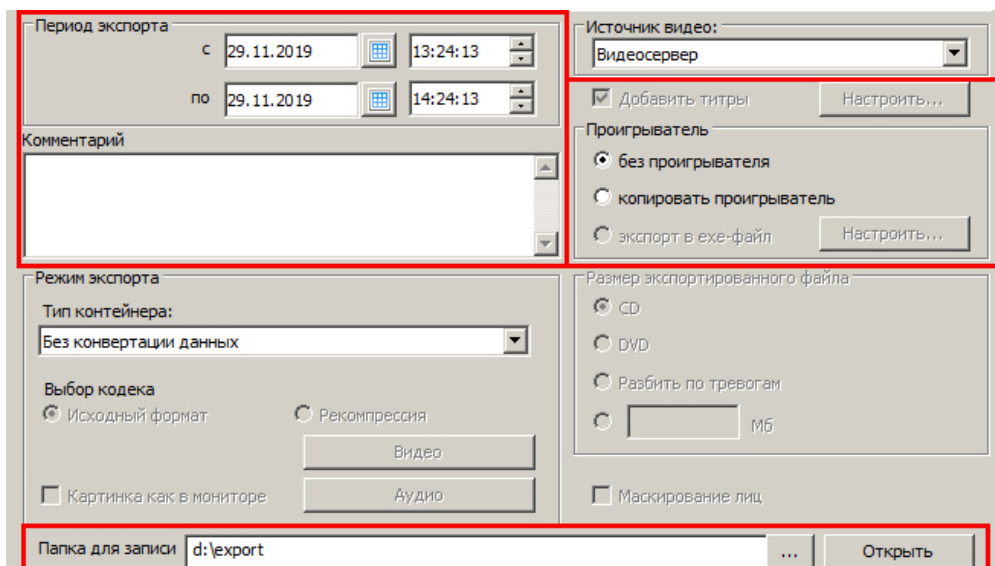 Период экспорта
с 29.11.2019 13:24:13
по 29.11.2019 14:24:13
Комментарий
Источник видео:
Видеосервер
Добавить титры Настроить...
Проигрыватель
без проигрывателя
копировать проигрыватель
экспорт в exe-файл Настроить...
Режим экспорта
Тип контейнера:
Без конвертации данных
Выбор кодека
Исходный формат Рекомпрессия
Видео
Картинка как в мониторе Аудио
Размер экспортированного файла
CD
DVD
Разбить по тревогам
Мб
Маскирование лиц
Папка для записи d:\export ... Открыть